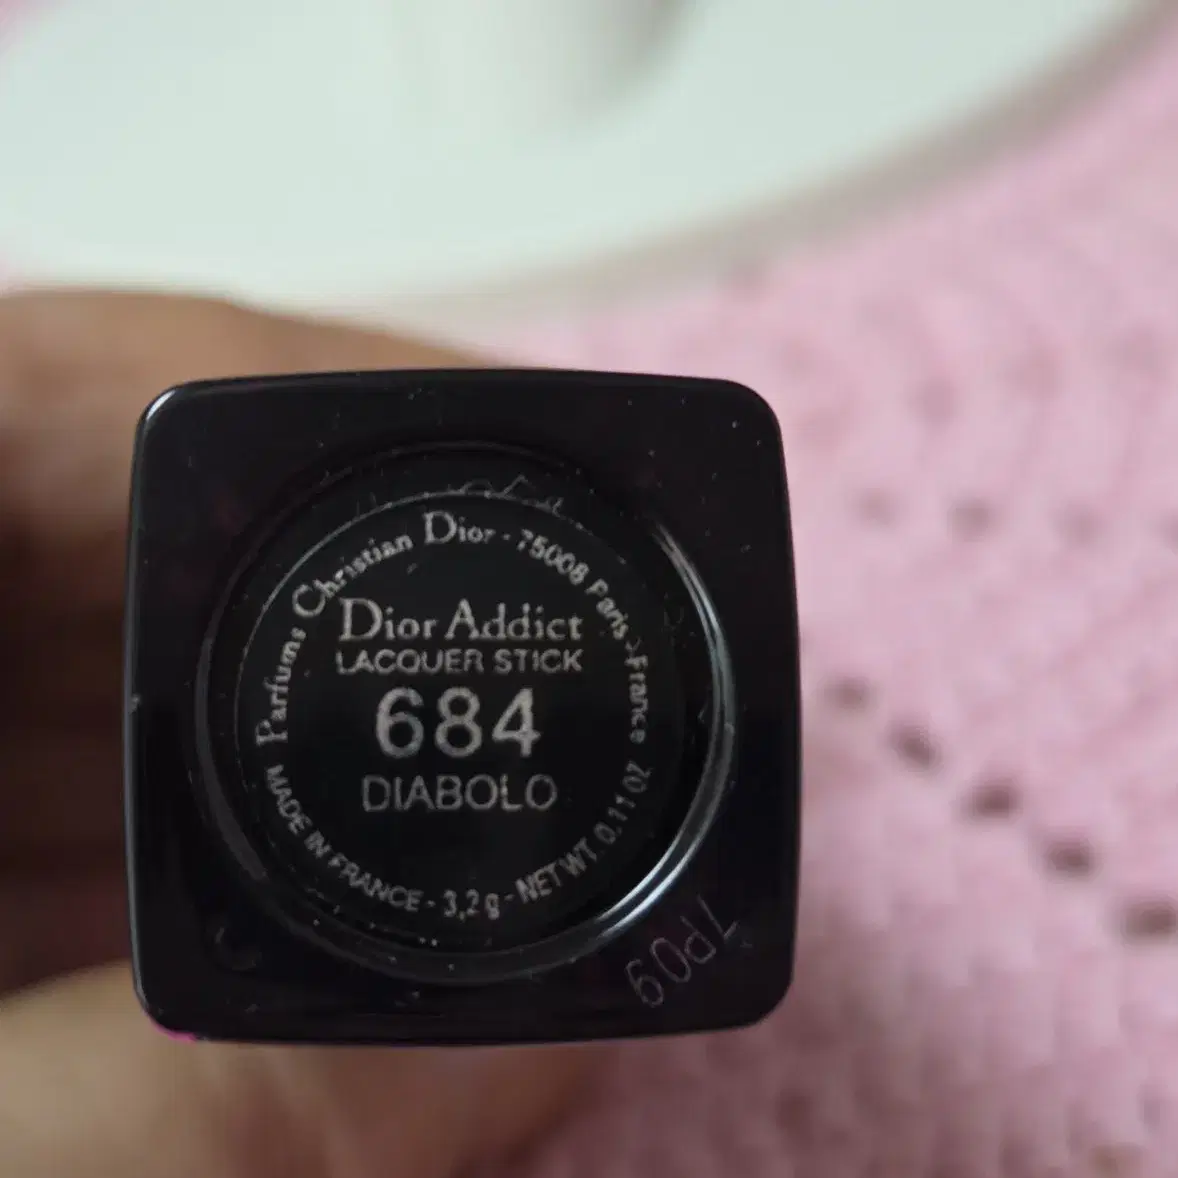 Parfums Christian Dior - 75008 Paris - France
Dior Addict
LACQUER STICK
684
DIABOLO
MADE IN FRANCE - 3,2 g - NET WT. 0.11 OZ
7P09